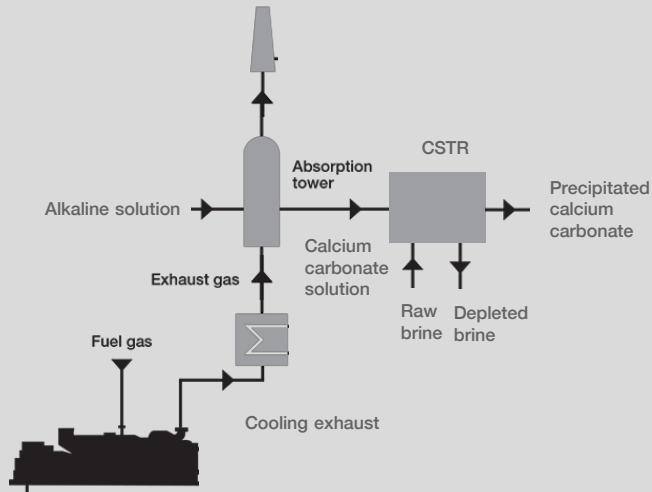 CSTR
Absorption
tower
Alkaline solution
Precipitated
calcium
carbonate
Calcium
carbonate
solution
Exhaust gas
Raw
brine
Depleted
brine
Fuel gas
Cooling exhaust